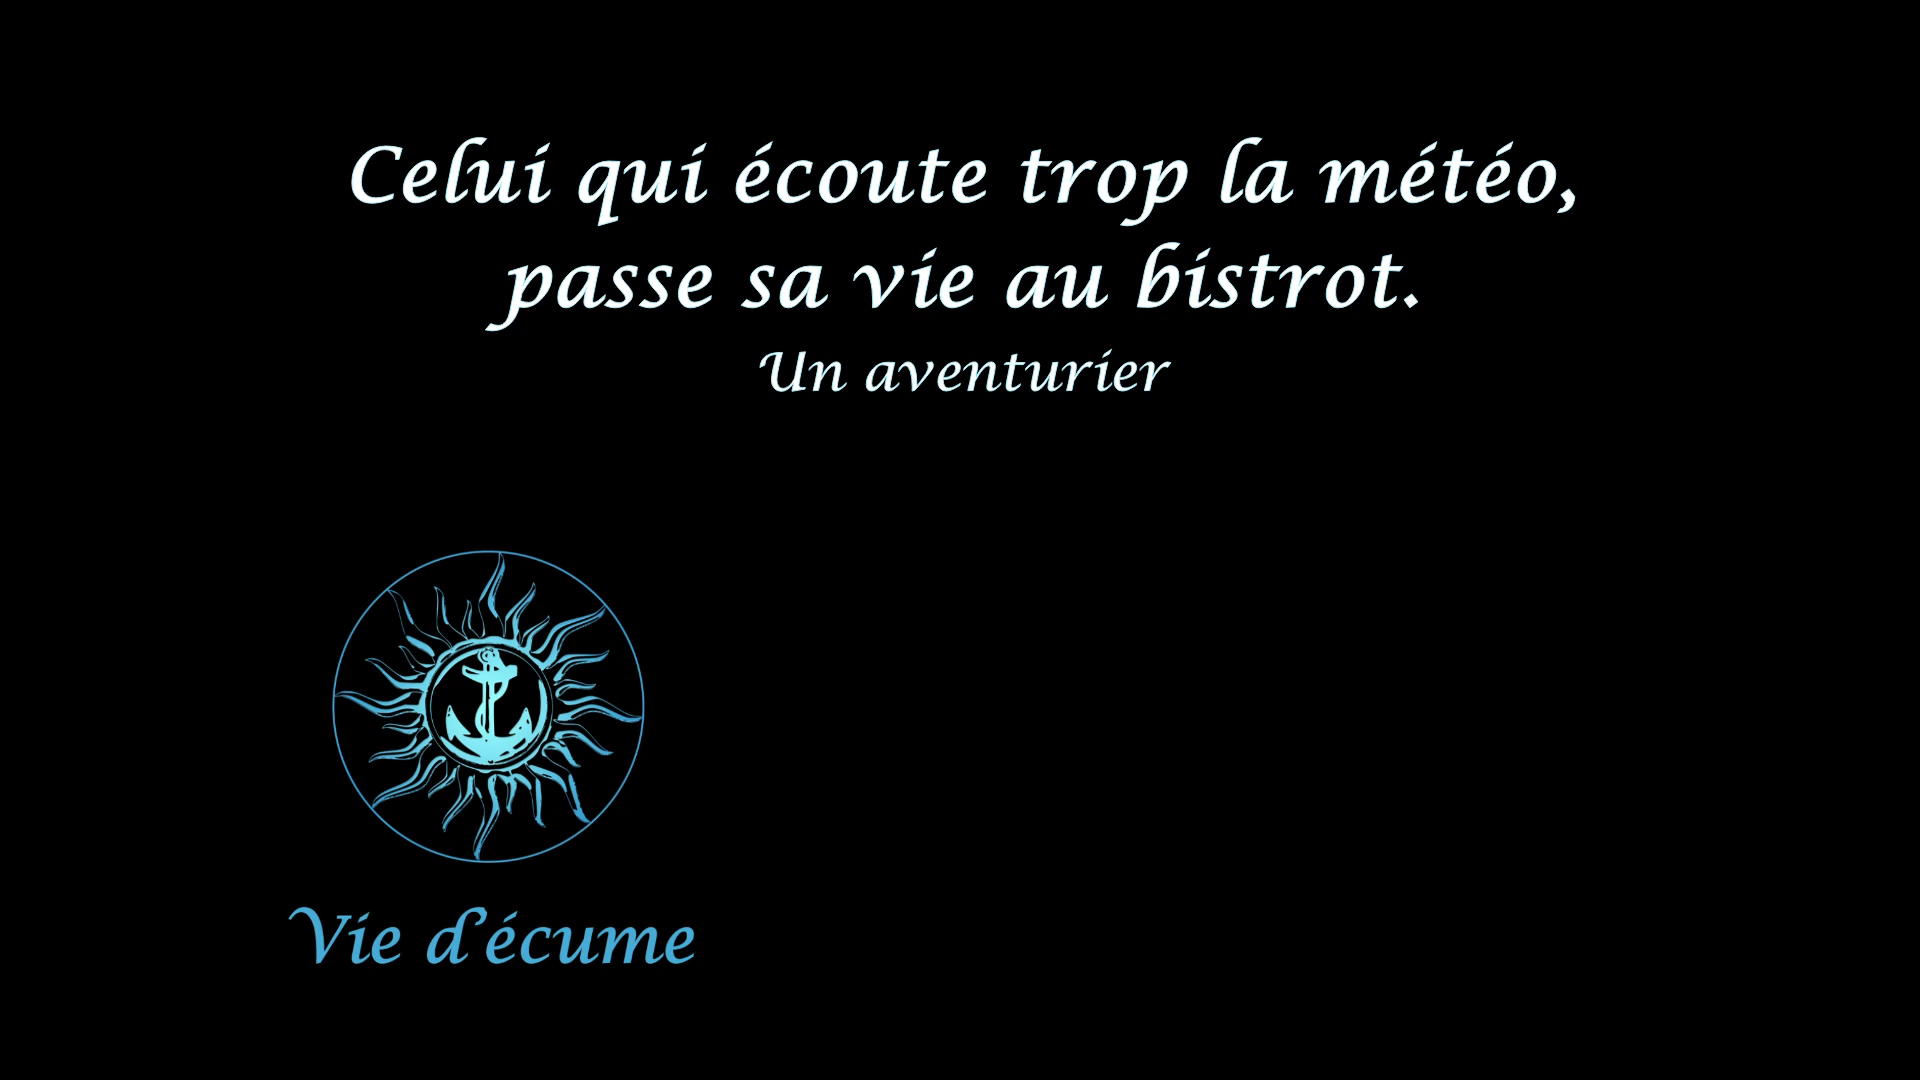 Celui qui écoute trop la météo,
passe sa vie au bistrot.
Un aventurier
Vie d'écume